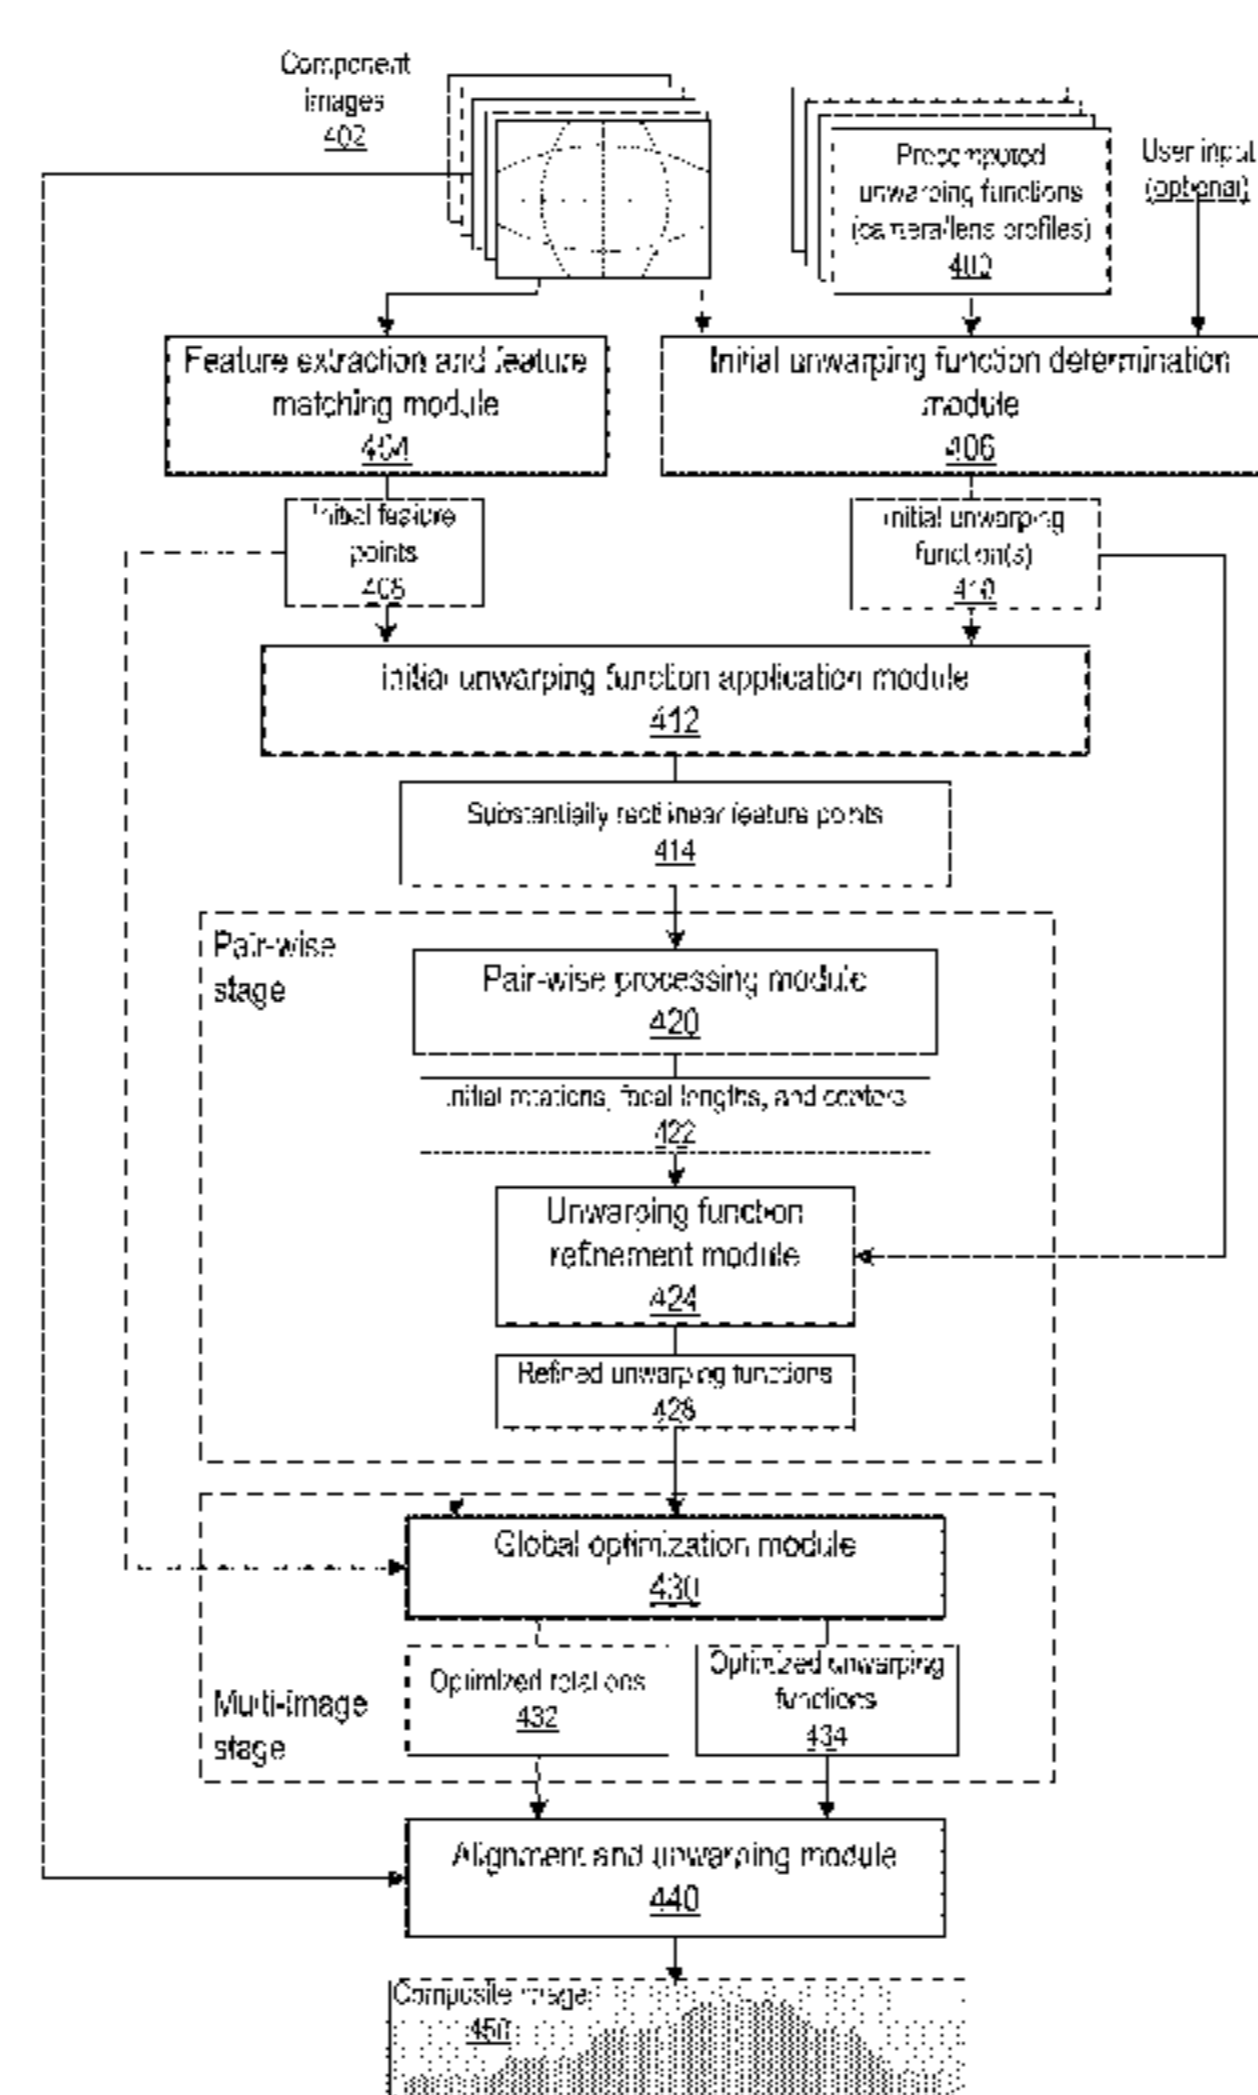 Component
images
402
Precomputed
unwarping functions
(camera/lens profiles)
400
User input
(optional)
Feature extraction and feature
matching module
404
Initial unwarping function determination
module
406
Initial feature
points
408
Initial unwarping
function(s)
410
Initial unwarping function application module
412
Substantially rectilinear feature points
414
Pair-wise
stage
Pair-wise processing module
420
Initial rotations, focal lengths, and centers
422
Unwarping function
refinement module
424
Refined unwarping functions
428
Global optimization module
430
Optimized rotations
432
Optimized unwarping
functions
434
Multi-image
stage
Alignment and unwarping module
440
Composite image
450